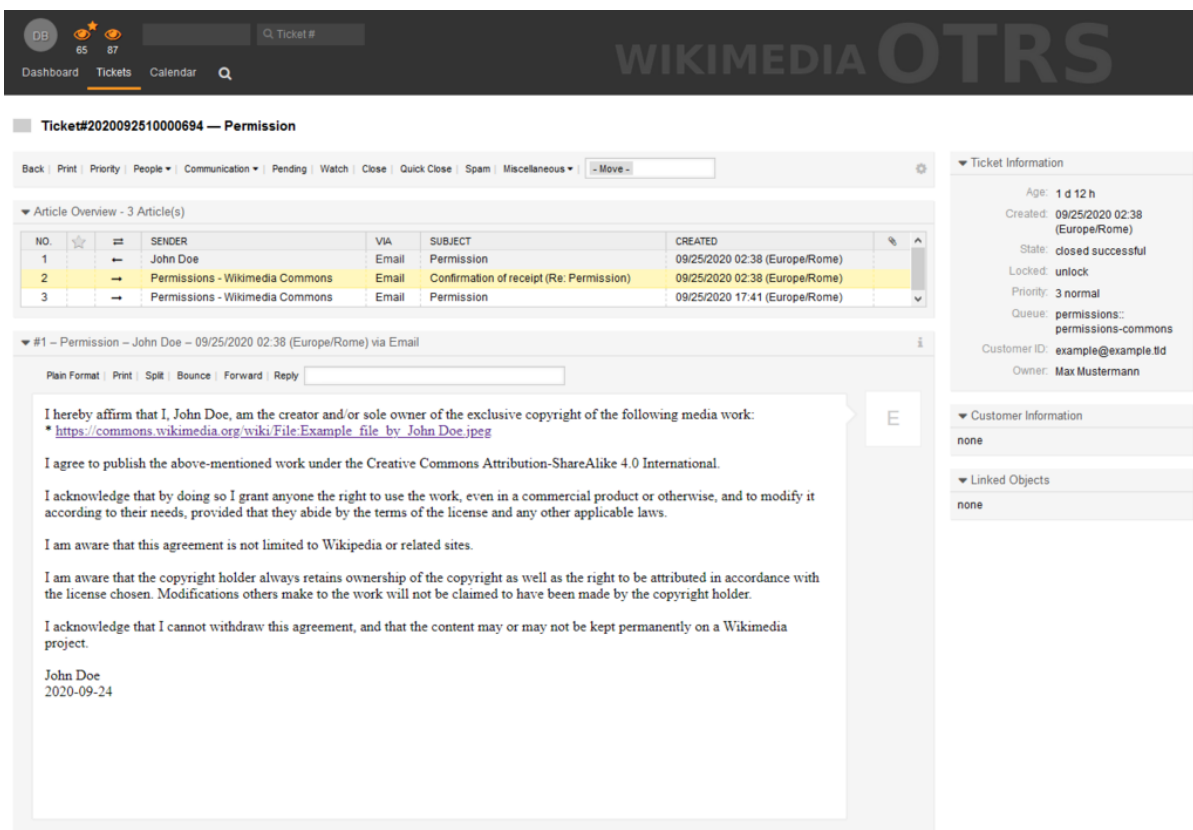 DB
65 87
Ticket#
Dashboard Tickets Calendar
WIKIMEDIA OTRS
Ticket#2020092510000694 — Permission
Back | Print | Priority | People | Communication | Pending | Watch | Close | Quick Close | Spam | Miscellaneous | - Move -
Article Overview - 3 Article(s)
NO. SENDER VIA SUBJECT CREATED
1 John Doe Email Permission 09/25/2020 02:38 (Europe/Rome)
2 Permissions - Wikimedia Commons Email Confirmation of receipt (Re: Permission) 09/25/2020 02:38 (Europe/Rome)
3 Permissions - Wikimedia Commons Email Permission 09/25/2020 17:41 (Europe/Rome)
#1 – Permission – John Doe – 09/25/2020 02:38 (Europe/Rome) via Email
Plain Format | Print | Split | Bounce | Forward | Reply
I hereby affirm that I, John Doe, am the creator and/or sole owner of the exclusive copyright of the following media work:
* https://commons.wikimedia.org/wiki/File:Example_file_by_John Doe.jpeg
I agree to publish the above-mentioned work under the Creative Commons Attribution-ShareAlike 4.0 International.
I acknowledge that by doing so I grant anyone the right to use the work, even in a commercial product or otherwise, and to modify it
according to their needs, provided that they abide by the terms of the license and any other applicable laws.
I am aware that this agreement is not limited to Wikipedia or related sites.
I am aware that the copyright holder always retains ownership of the copyright as well as the right to be attributed in accordance with
the license chosen. Modifications others make to the work will not be claimed to have been made by the copyright holder.
I acknowledge that I cannot withdraw this agreement, and that the content may or may not be kept permanently on a Wikimedia
project.
John Doe
2020-09-24
E
Ticket Information
Age: 1 d 12 h
Created: 09/25/2020 02:38
(Europe/Rome)
State: closed successful
Locked: unlock
Priority: 3 normal
Queue: permissions::
permissions-commons
Customer ID: example@example.tld
Owner: Max Mustermann
Customer Information
none
Linked Objects
none